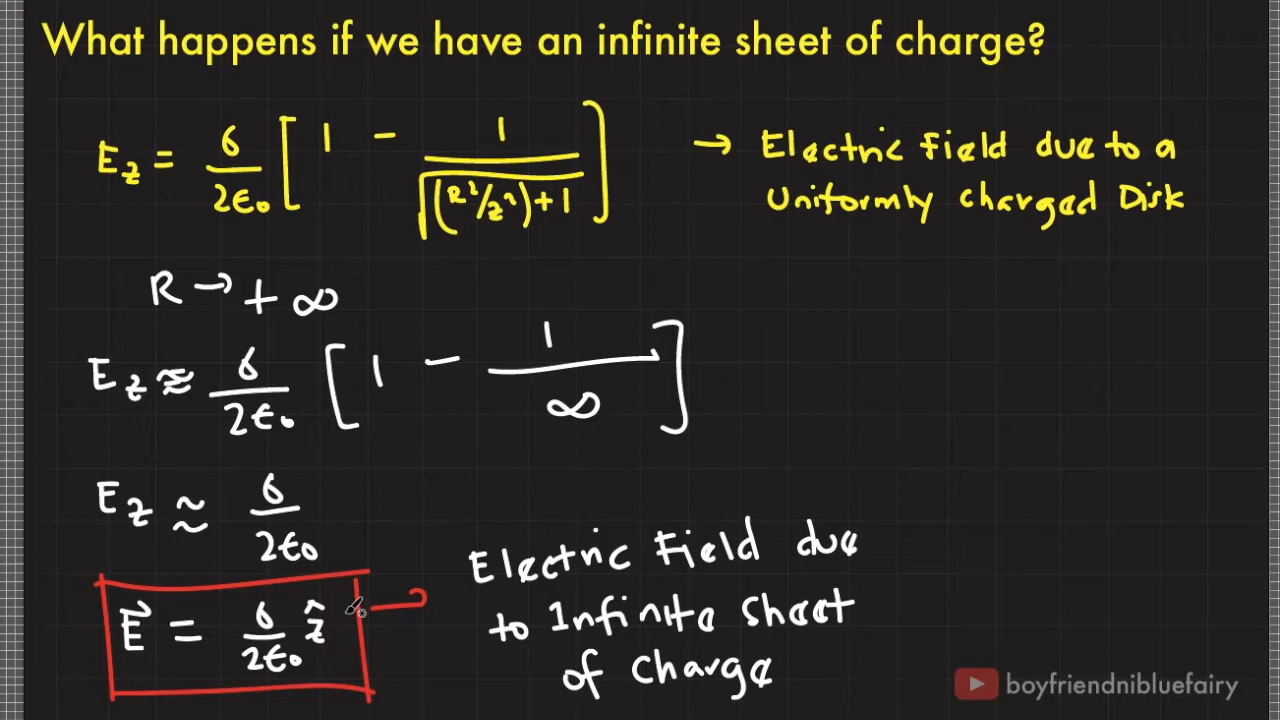 What happens if we have an infinite sheet of charge?
E_z = σ/2ε₀ [1 - 1/√((R²/z²)+1)] → Electric Field due to a
Uniformly Charged Disk
R → + ∞
E_z ≈ σ/2ε₀ [1 - 1/∞]
E_z ≈ σ/2ε₀
E⃗ = σ/2ε₀ ẑ
Electric Field due
to Infinite Sheet
of Charge
boyfriendnibluefairy